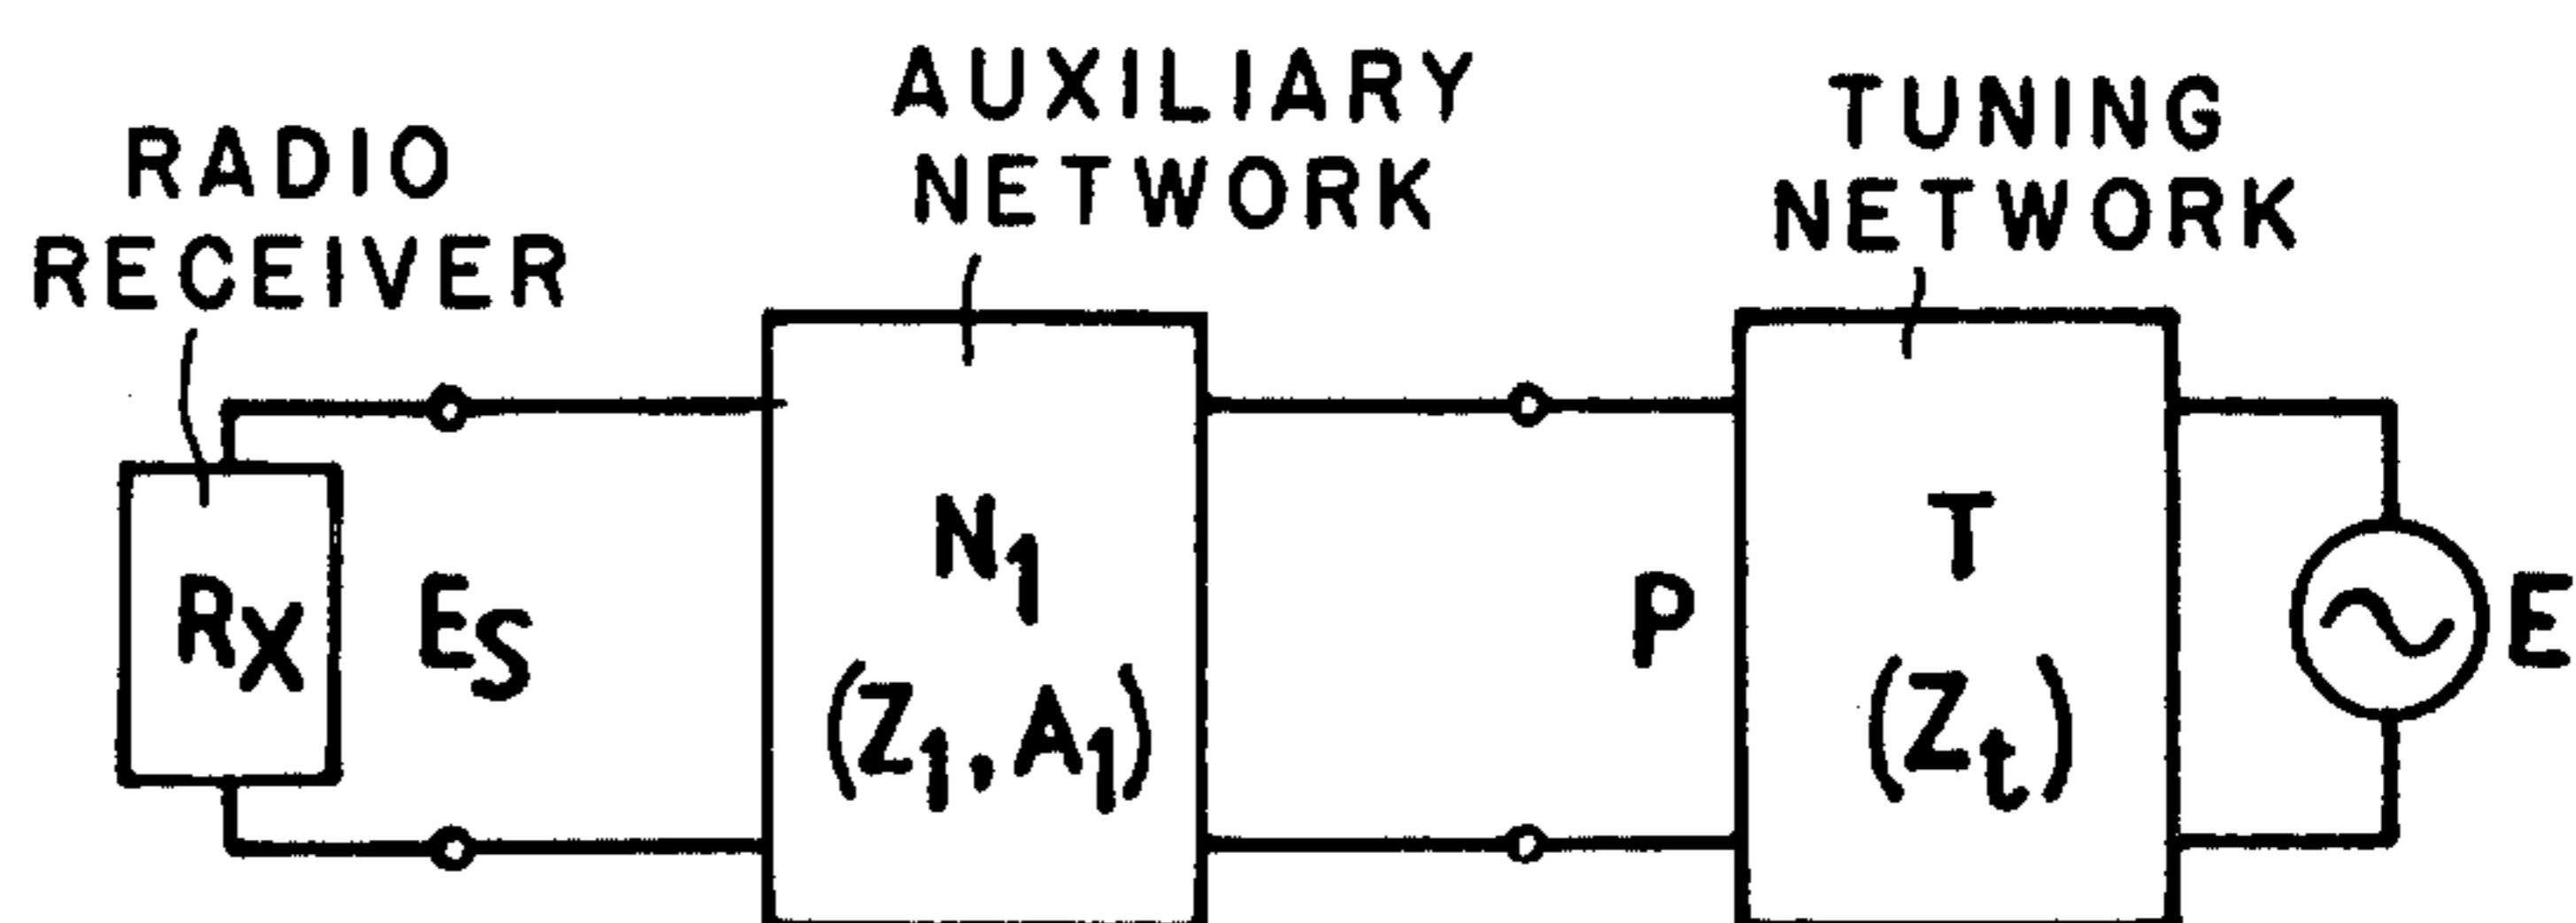 RADIO
RECEIVER
AUXILIARY
NETWORK
TUNING
NETWORK
RX
ES
N1
(Z1, A1)
P
T
(Zt)
E